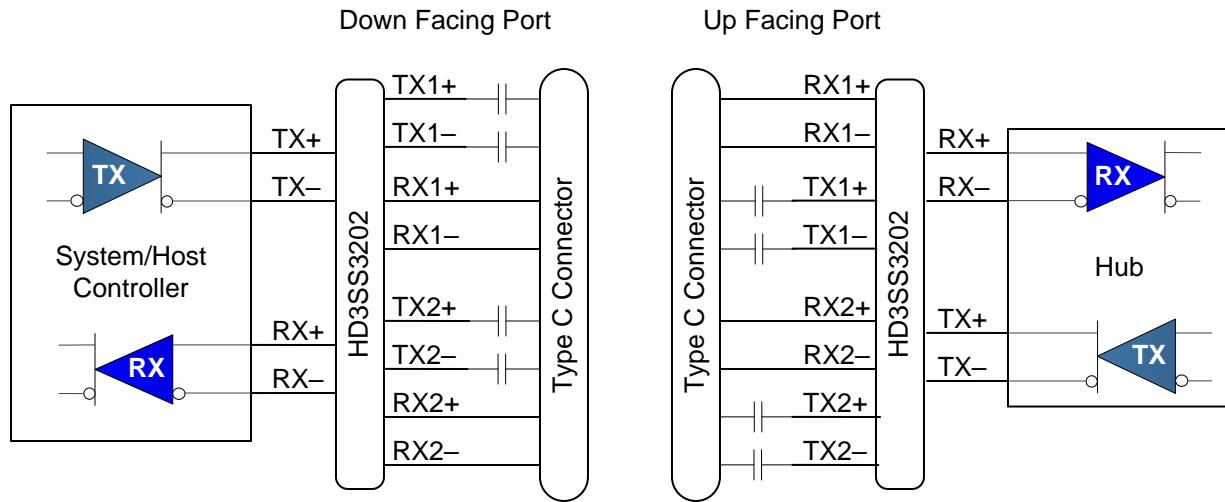 Down Facing Port
Up Facing Port
TX1+
TX1–
RX1+
RX1–
TX2+
TX2–
RX2+
RX2–
TX+
TX–
RX+
RX–
TX
System/Host
Controller
RX
HD3SS3202
Type C Connector
Type C Connector
RX1+
RX1–
TX1+
TX1–
RX2+
RX2–
TX2+
TX2–
HD3SS3202
RX+
RX–
TX+
TX–
RX
Hub
TX